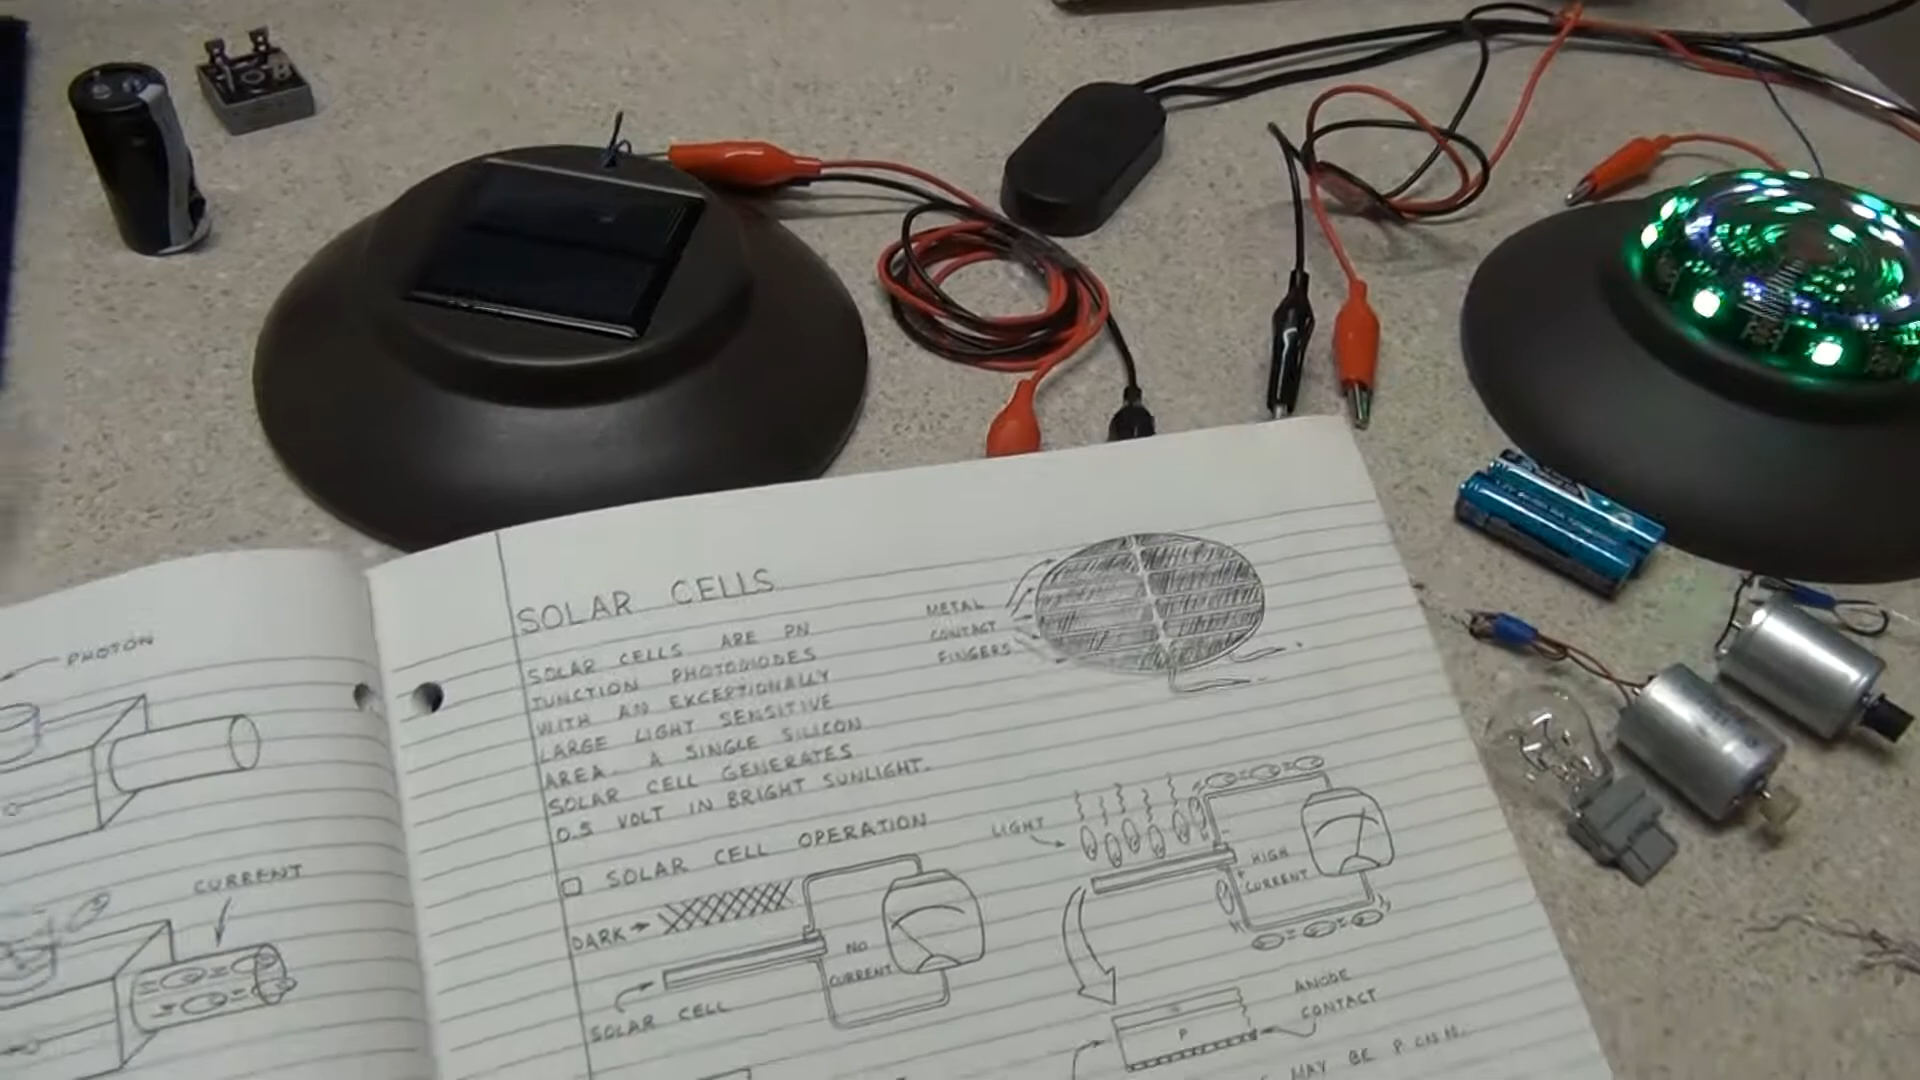 PHOTON
CURRENT
SOLAR CELLS
SOLAR CELLS ARE PN
JUNCTION PHOTODIODES
WITH AN EXCEPTIONALLY
LARGE LIGHT SENSITIVE
AREA. A SINGLE SILICON
SOLAR CELL GENERATES
0.5 VOLT IN BRIGHT SUNLIGHT.
METAL
CONTACT
FINGERS
SOLAR CELL OPERATION
DARK
NO
CURRENT
SOLAR CELL
LIGHT
HIGH
CURRENT
P
ANODE
CONTACT
MAY BE P OR N.